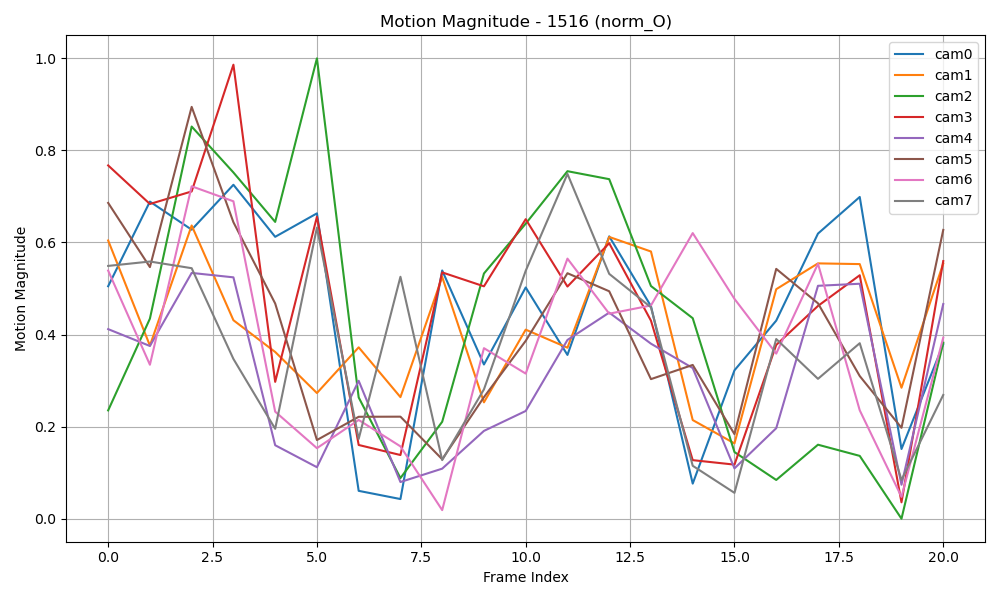 Motion Magnitude - 1516 (norm_O)
Motion Magnitude
1.0
0.8
0.6
0.4
0.2
0.0
0.0 2.5 5.0 7.5 10.0 12.5 15.0 17.5 20.0
Frame Index
cam0
cam1
cam2
cam3
cam4
cam5
cam6
cam7